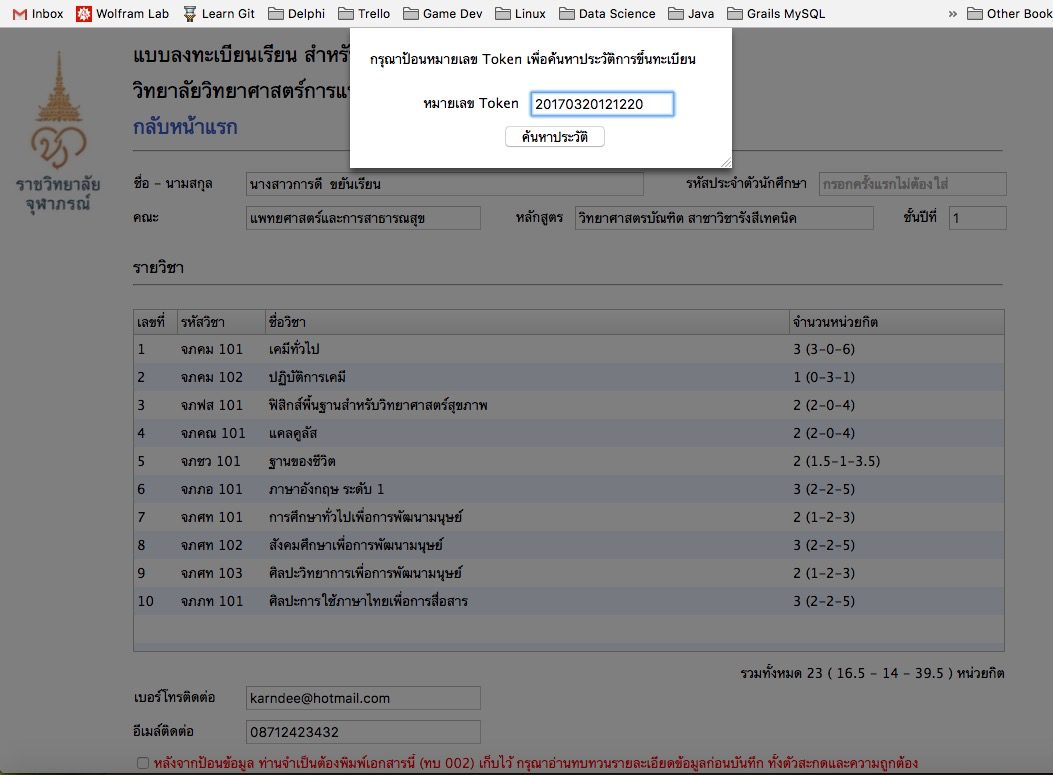 Inbox Wolfram Lab Learn Git Delphi Trello Game Dev Linux Data Science Java Grails MySQL » Other Book
แบบลงทะเบียนเรียน สำหรั
วิทยาลัยวิทยาศาสตร์การแ
กลับหน้าแรก
กรุณาป้อนหมายเลข Token เพื่อค้นหาประวัติการขึ้นทะเบียน
หมายเลข Token 20170320121220
ค้นหาประวัติ
ราชวิทยาลัย
จุฬาภรณ์
ชื่อ - นามสกุล นางสาวการดี ขยันเรียน รหัสประจำตัวนักศึกษา กรอกครั้งแรกไม่ต้องใส่
คณะ แพทยศาสตร์และการสาธารณสุข หลักสูตร วิทยาศาสตรบัณฑิต สาขาวิชารังสีเทคนิค ชั้นปีที่ 1
รายวิชา
เลขที่ รหัสวิชา ชื่อวิชา จำนวนหน่วยกิต
1 จภคม 101 เคมีทั่วไป 3 (3-0-6)
2 จภคม 102 ปฏิบัติการเคมี 1 (0-3-1)
3 จภฟส 101 ฟิสิกส์พื้นฐานสำหรับวิทยาศาสตร์สุขภาพ 2 (2-0-4)
4 จภคณ 101 แคลคูลัส 2 (2-0-4)
5 จภชว 101 ฐานของชีวิต 2 (1.5-1-3.5)
6 จภภอ 101 ภาษาอังกฤษ ระดับ 1 3 (2-2-5)
7 จภศท 101 การศึกษาทั่วไปเพื่อการพัฒนามนุษย์ 2 (1-2-3)
8 จภศท 102 สังคมศึกษาเพื่อการพัฒนามนุษย์ 3 (2-2-5)
9 จภศท 103 ศิลปะวิทยาการเพื่อการพัฒนามนุษย์ 2 (1-2-3)
10 จภภท 101 ศิลปะการใช้ภาษาไทยเพื่อการสื่อสาร 3 (2-2-5)
รวมทั้งหมด 23 ( 16.5 - 14 - 39.5 ) หน่วยกิต
เบอร์โทรติดต่อ karndee@hotmail.com
อีเมล์ติดต่อ 08712423432
หลังจากป้อนข้อมูล ท่านจำเป็นต้องพิมพ์เอกสารนี้ (ทบ 002) เก็บไว้ กรุณาอ่านทบทวนรายละเอียดข้อมูลก่อนบันทึก ทั้งตัวสะกดและความถูกต้อง